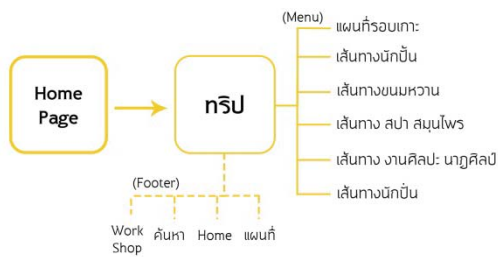 Home
Page
ทริป
(Menu)
แผนที่รอบเกาะ
เส้นทางนักปั้น
เส้นทางขนมหวาน
เส้นทาง สปา สมุนไพร
เส้นทาง งานศิลปะ นาฏศิลป์
เส้นทางนักปั่น
(Footer)
Work
Shop
ค้นหา
Home
แผนที่